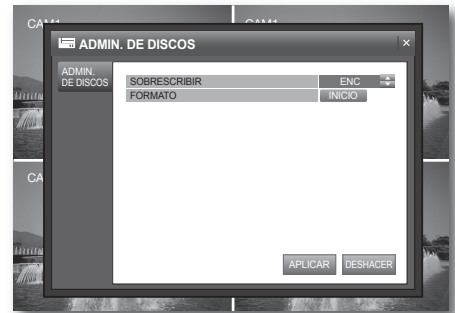 CAM1 CAM1
ADMIN. DE DISCOS ×
ADMIN.
DE DISCOS
SOBRESCRIBIR ENC
FORMATO INICIO
CA
APLICAR DESHACER